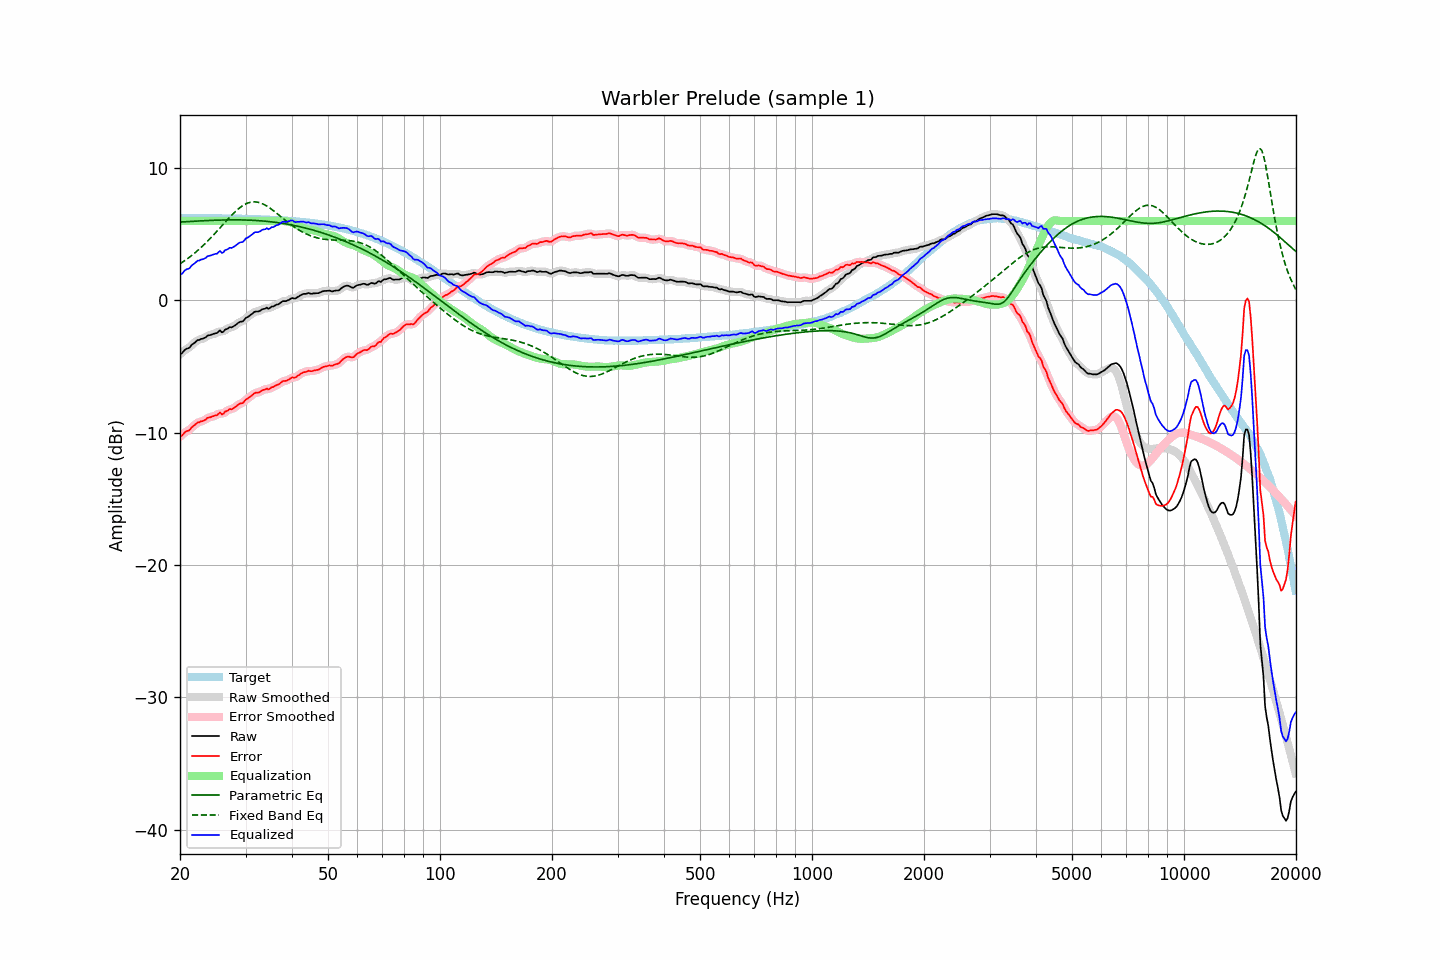 Warbler Prelude (sample 1)
Amplitude (dBr)
10
0
−10
−20
−30
−40
Target
Raw Smoothed
Error Smoothed
Raw
Error
Equalization
Parametric Eq
Fixed Band Eq
Equalized
20 50 100 200 500 1000 2000 5000 10000 20000
Frequency (Hz)